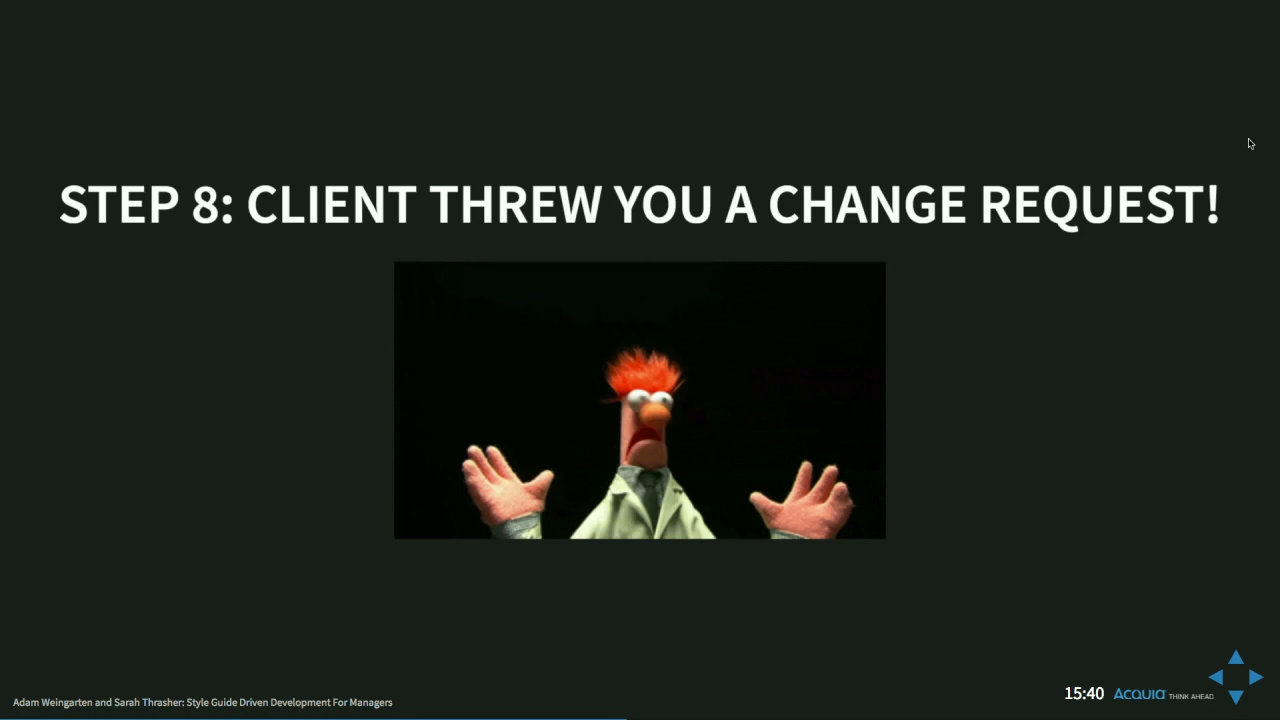 STEP 8: CLIENT THREW YOU A CHANGE REQUEST!
15:40 Acquia THINK AHEAD
Adam Weingarten and Sarah Thrasher: Style Guide Driven Development For Managers